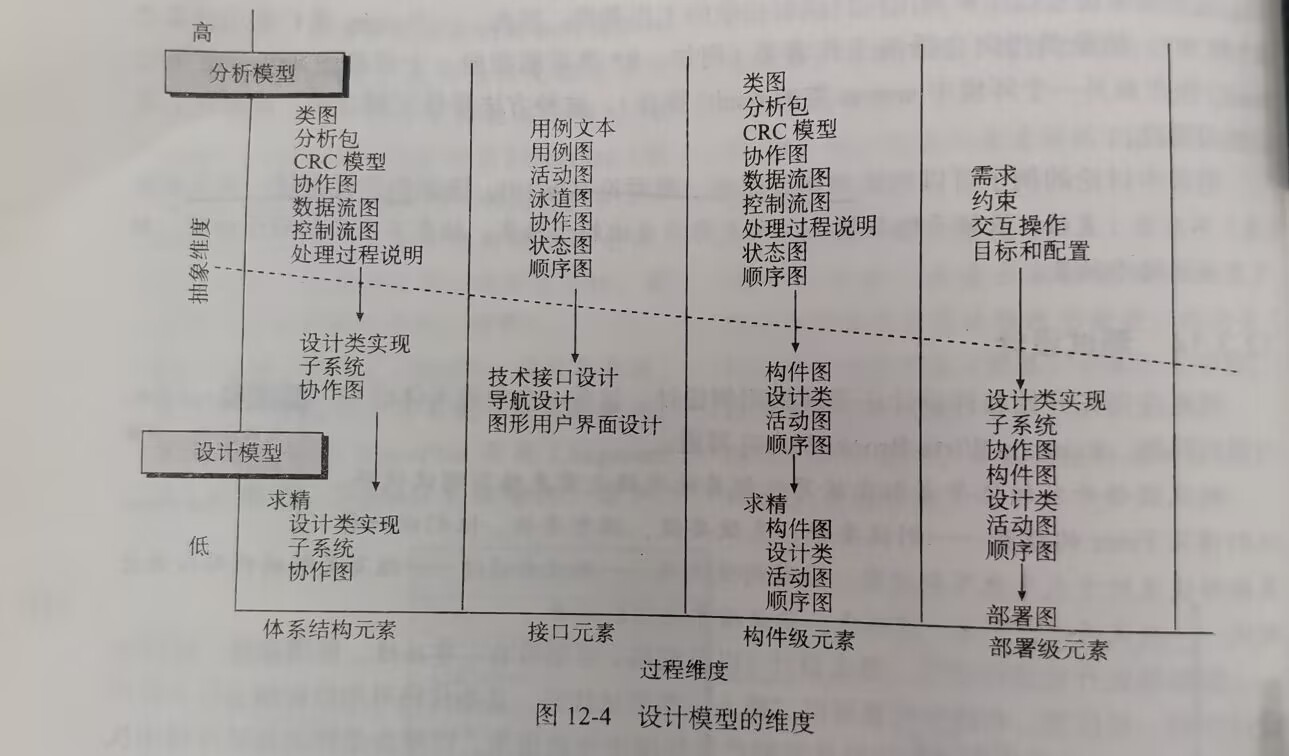 高
分析模型
抽象维度
设计模型
低
类图
分析包
CRC 模型
协作图
数据流图
控制流图
处理过程说明
设计类实现
子系统
协作图
求精
设计类实现
子系统
协作图
体系结构元素
用例文本
用例图
活动图
泳道图
协作图
状态图
顺序图
技术接口设计
导航设计
图形用户界面设计
接口元素
类图
分析包
CRC 模型
协作图
数据流图
控制流图
处理过程说明
状态图
顺序图
构件图
设计类
活动图
顺序图
求精
构件图
设计类
活动图
顺序图
构件级元素
需求
约束
交互操作
目标和配置
设计类实现
子系统
协作图
构件图
设计类
活动图
顺序图
部署图
部署级元素
过程维度
图 12-4 设计模型的维度